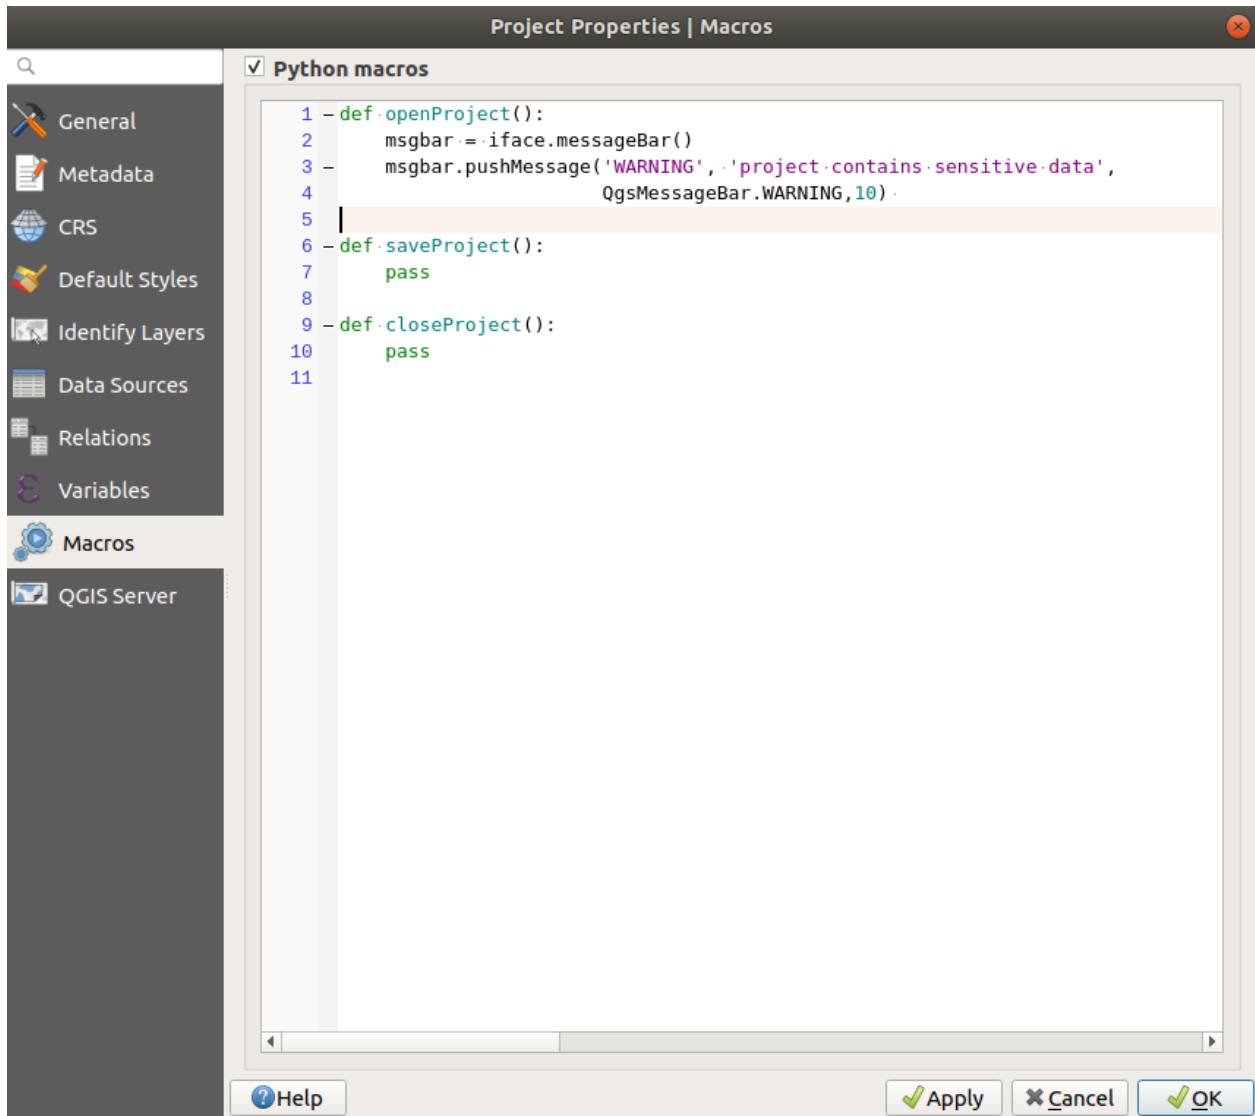 Project Properties | Macros
General
Metadata
CRS
Default Styles
Identify Layers
Data Sources
Relations
Variables
Macros
QGIS Server
Python macros
1 def openProject():
2     msgbar = iface.messageBar()
3     msgbar.pushMessage('WARNING', 'project contains sensitive data',
4                        QgsMessageBar.WARNING,10)
5
6 def saveProject():
7     pass
8
9 def closeProject():
10     pass
11
Help
Apply
Cancel
OK